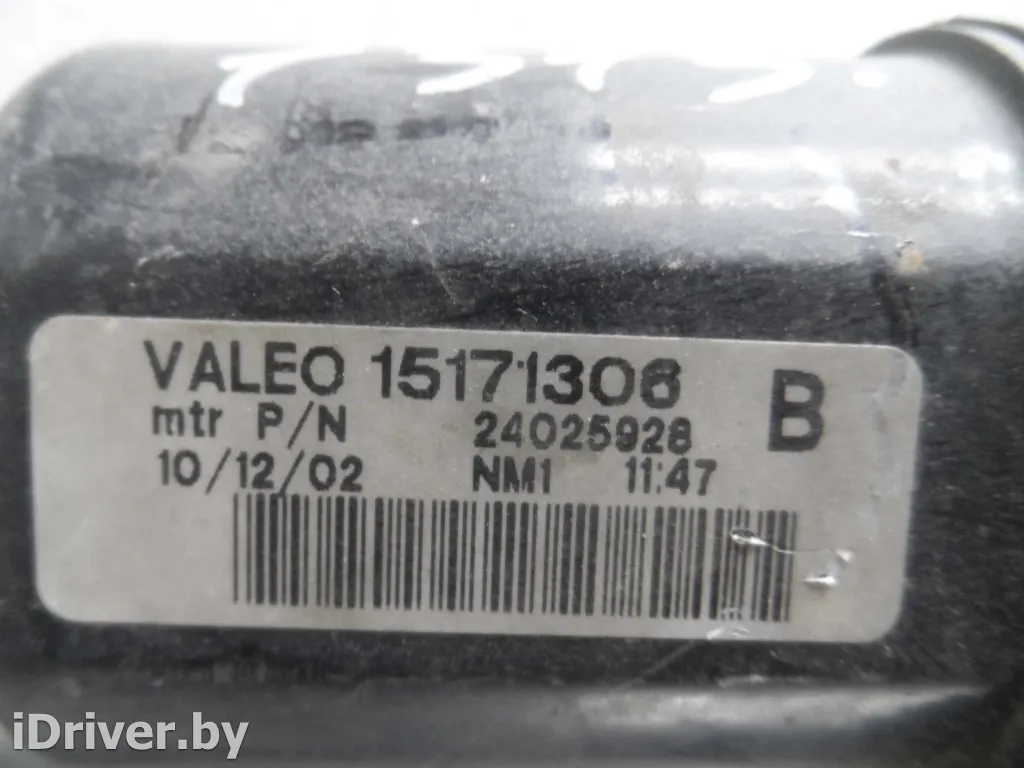 VALEO 15171306 B
mtr P/N 24025928
10/12/02 NM1 11:47
iDriver.by